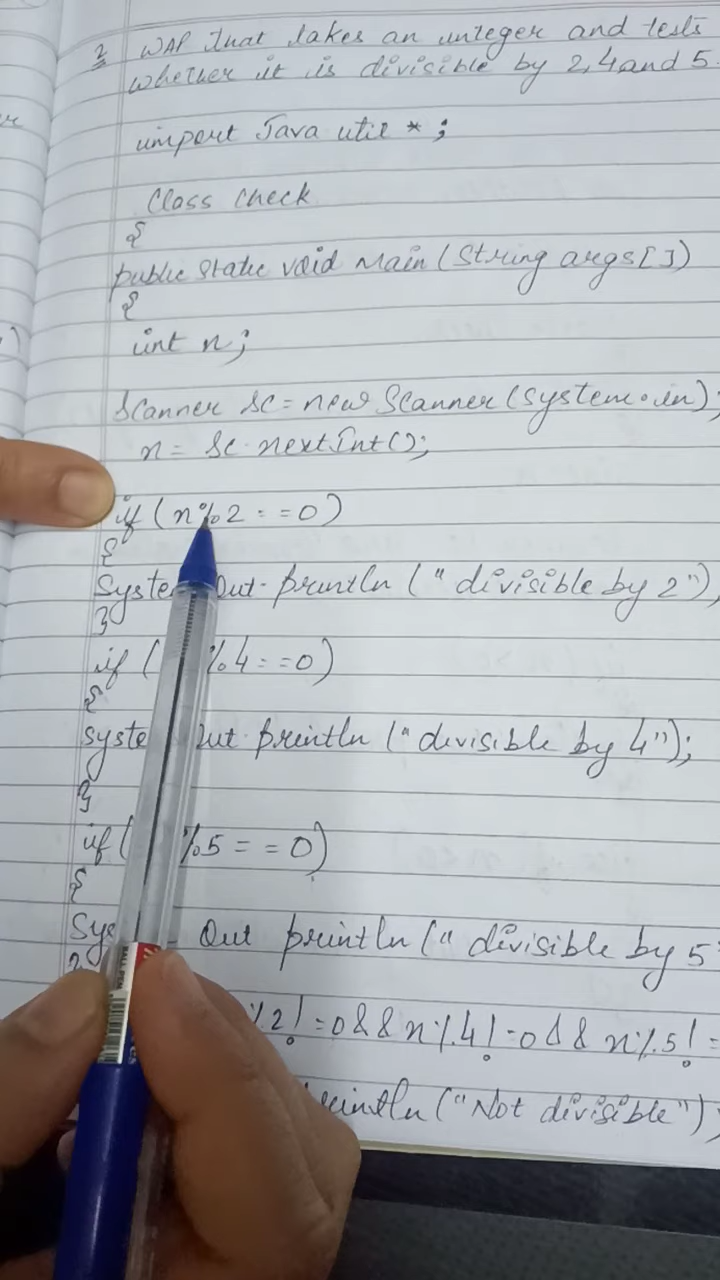 2 WAP that takes an integer and tests
whether it is divisible by 2,4 and 5.
import Java util *;
Class Check
{
public static void main (String args[])
{
int n;
Scanner sc = new Scanner (System.in);
n = sc.nextInt();
if (n%2 = =0)
{
System Out. println (" divisible by 2"),
}
if ( %4 = =0)
{
syste out println (" divisible by 4");
}
if ( %5 = =0)
{
Sys Out println (" divisible by 5"
}
%2! =0 && n%4! =0 && n%5! =
println ("Not divisible");